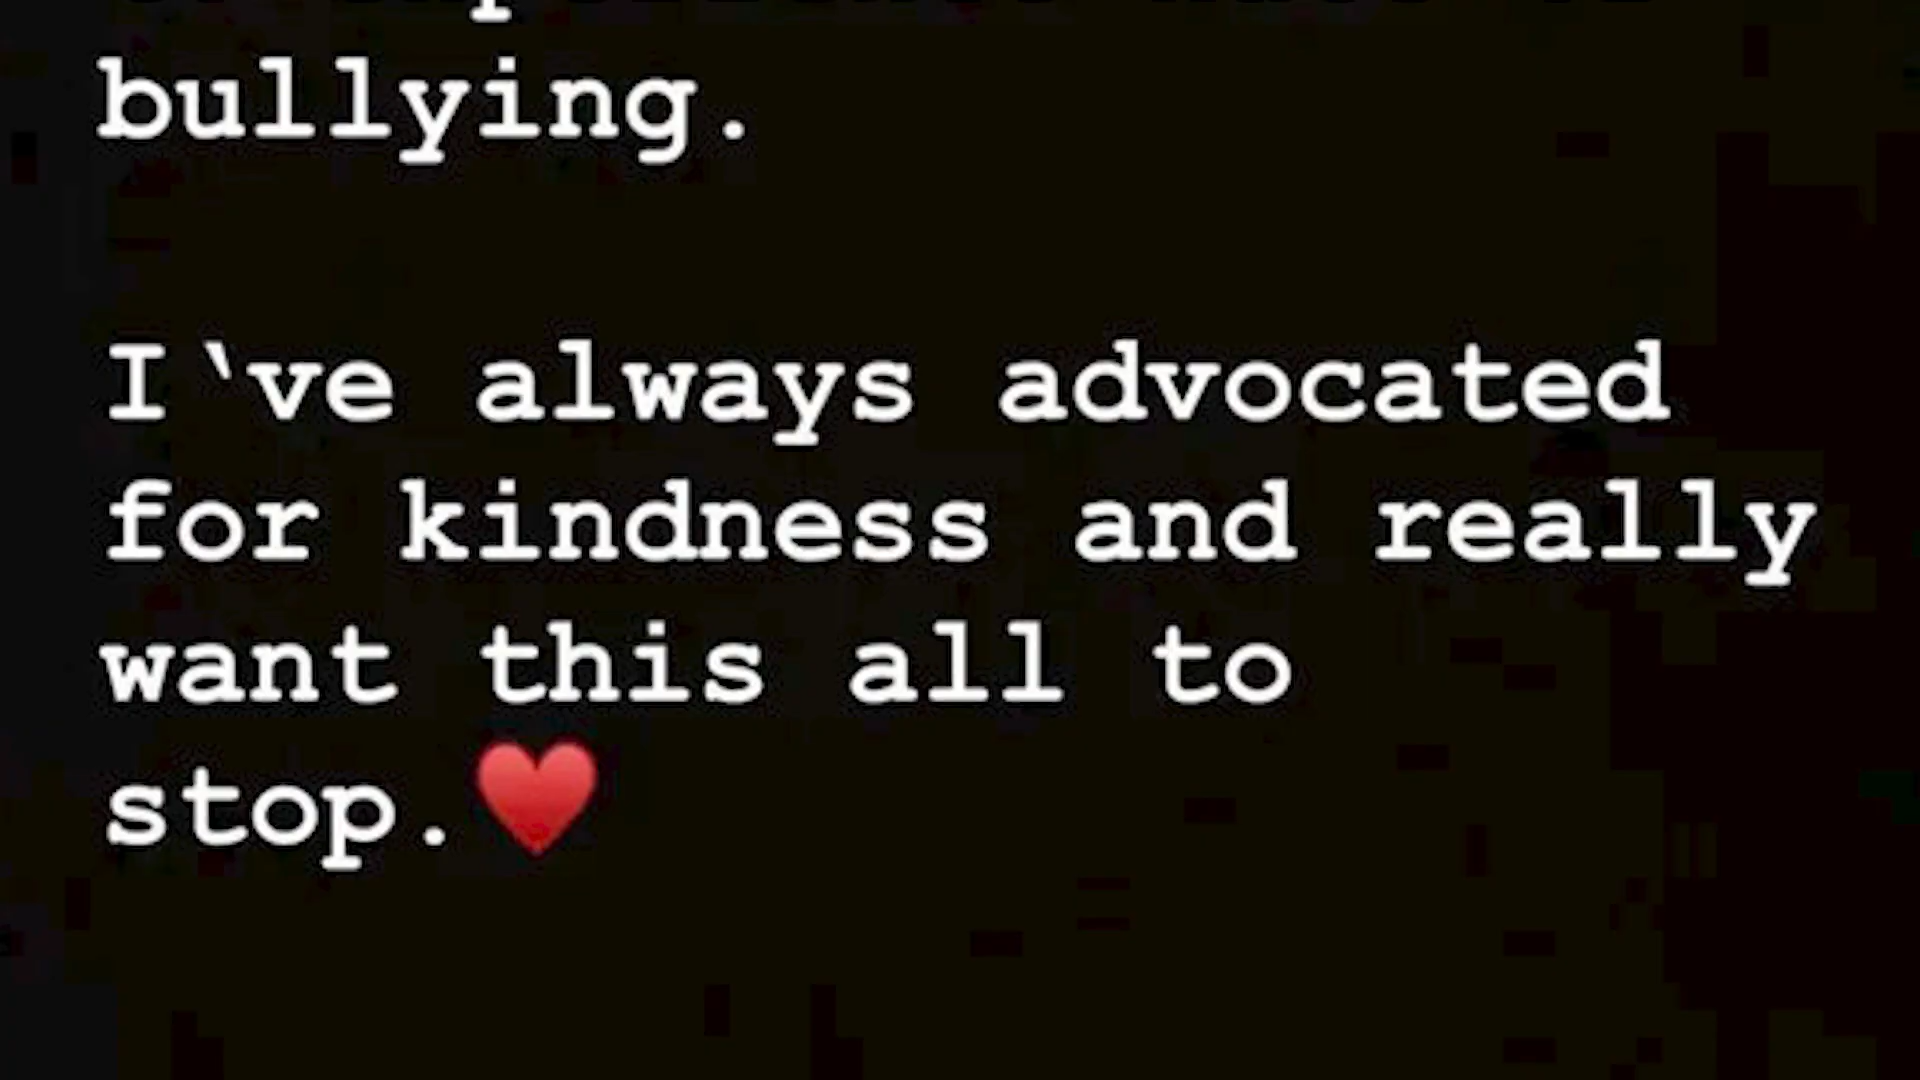 bullying.
I've always advocated
for kindness and really
want this all to
stop.♥️